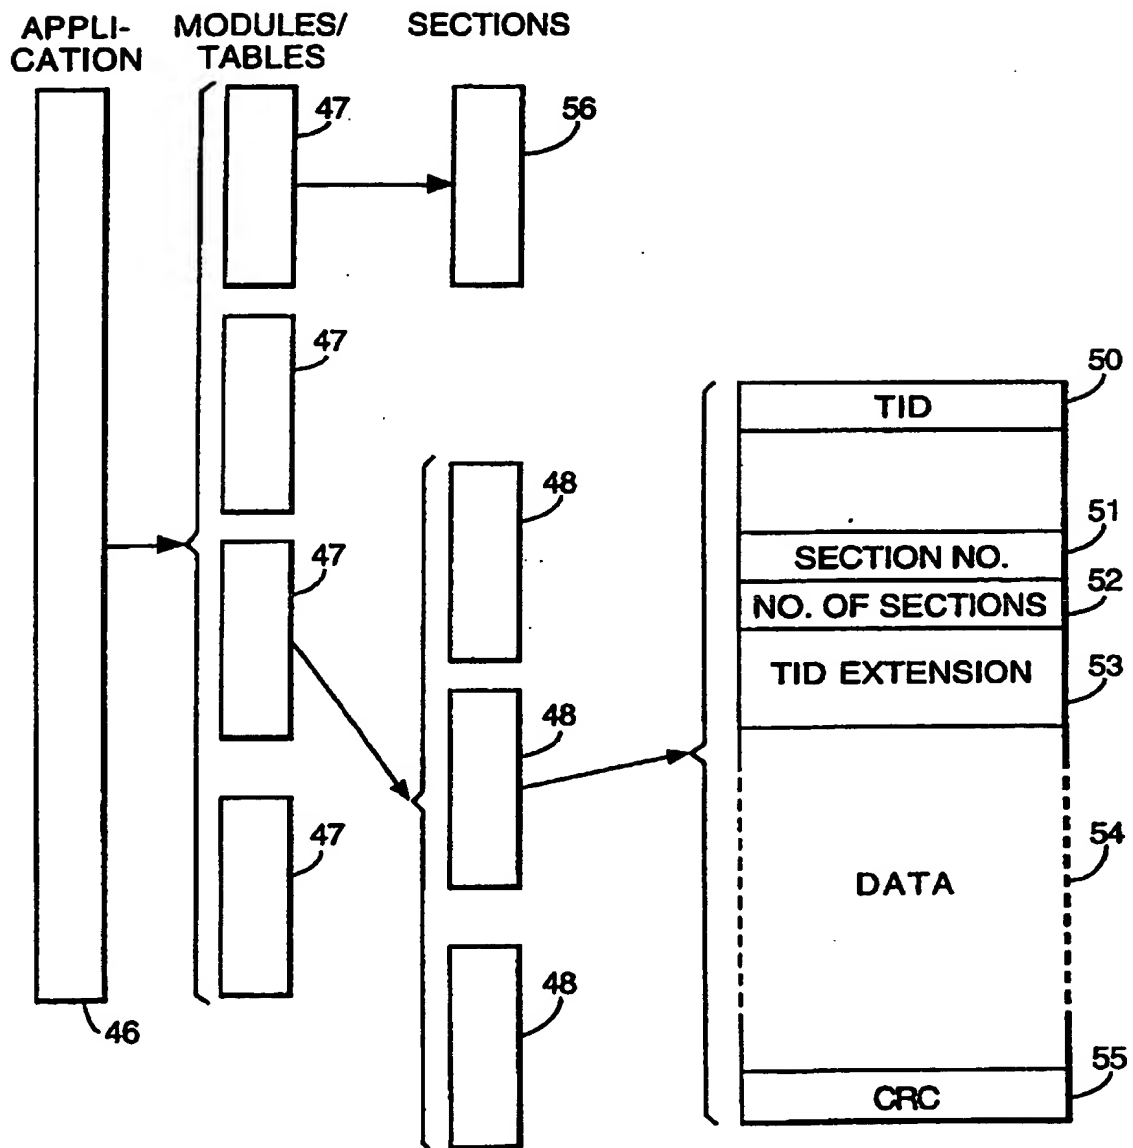 APPLI-
CATION
MODULES/
TABLES
SECTIONS
47
56
47
50
TID
48
51
SECTION NO.
47
52
NO. OF SECTIONS
53
TID EXTENSION
48
47
54
DATA
48
46
55
CRC